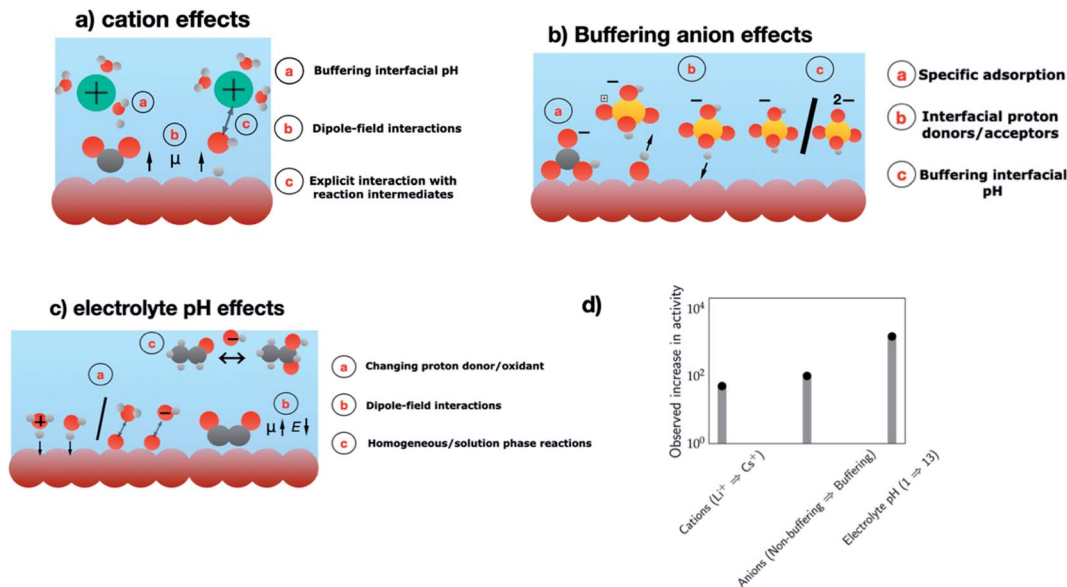 a) cation effects
+
+
a
b
c
μ
a Buffering interfacial pH
b Dipole-field interactions
c Explicit interaction with
reaction intermediates
b) Buffering anion effects
a
b
c
−
−
−
−
2−
+
a Specific adsorption
b Interfacial proton
donors/acceptors
c Buffering interfacial
pH
c) electrolyte pH effects
c
a
b
−
+
−
μ E
a Changing proton donor/oxidant
b Dipole-field interactions
c Homogeneous/solution phase reactions
d)
Observed increase in activity
10⁴
10²
10⁰
Cations (Li⁺ ⇒ Cs⁺)
Anions (Non-buffering ⇒ Buffering)
Electrolyte pH (1 ⇒ 13)